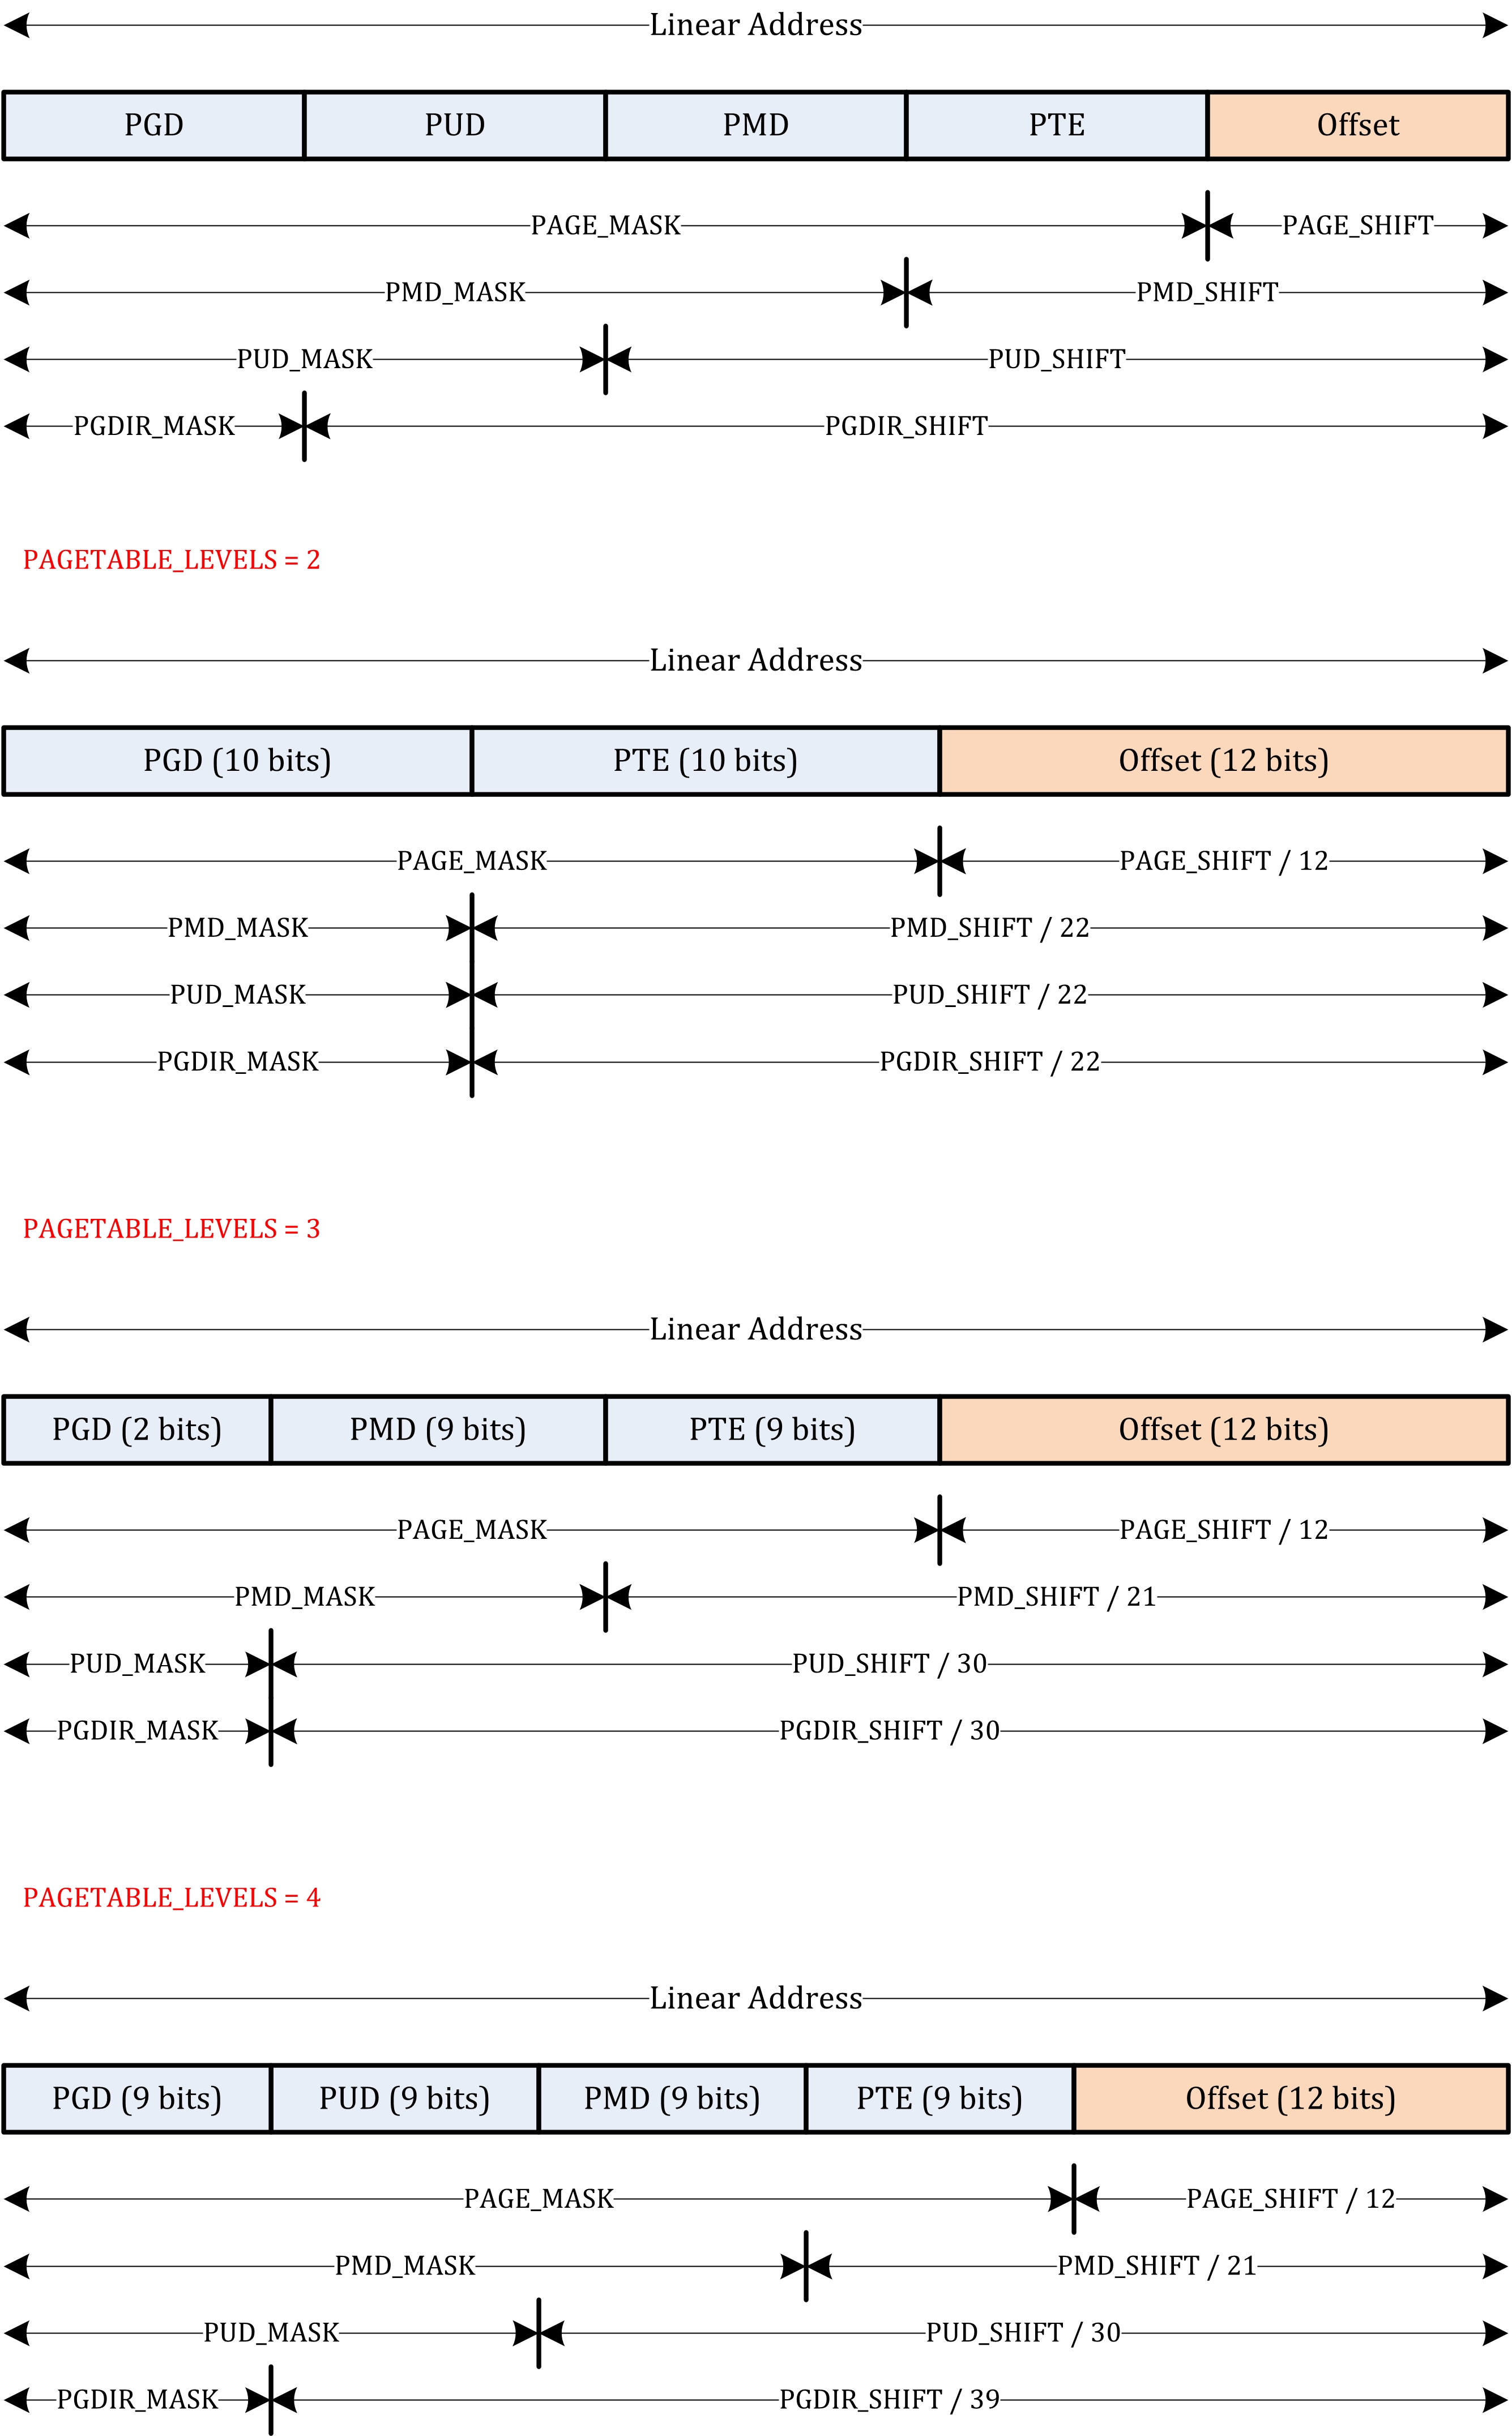 Linear Address
PGD PUD PMD PTE Offset
PAGE_MASK PAGE_SHIFT
PMD_MASK PMD_SHIFT
PUD_MASK PUD_SHIFT
PGDIR_MASK PGDIR_SHIFT
PAGETABLE_LEVELS = 2
Linear Address
PGD (10 bits) PTE (10 bits) Offset (12 bits)
PAGE_MASK PAGE_SHIFT / 12
PMD_MASK PMD_SHIFT / 22
PUD_MASK PUD_SHIFT / 22
PGDIR_MASK PGDIR_SHIFT / 22
PAGETABLE_LEVELS = 3
Linear Address
PGD (2 bits) PMD (9 bits) PTE (9 bits) Offset (12 bits)
PAGE_MASK PAGE_SHIFT / 12
PMD_MASK PMD_SHIFT / 21
PUD_MASK PUD_SHIFT / 30
PGDIR_MASK PGDIR_SHIFT / 30
PAGETABLE_LEVELS = 4
Linear Address
PGD (9 bits) PUD (9 bits) PMD (9 bits) PTE (9 bits) Offset (12 bits)
PAGE_MASK PAGE_SHIFT / 12
PMD_MASK PMD_SHIFT / 21
PUD_MASK PUD_SHIFT / 30
PGDIR_MASK PGDIR_SHIFT / 39